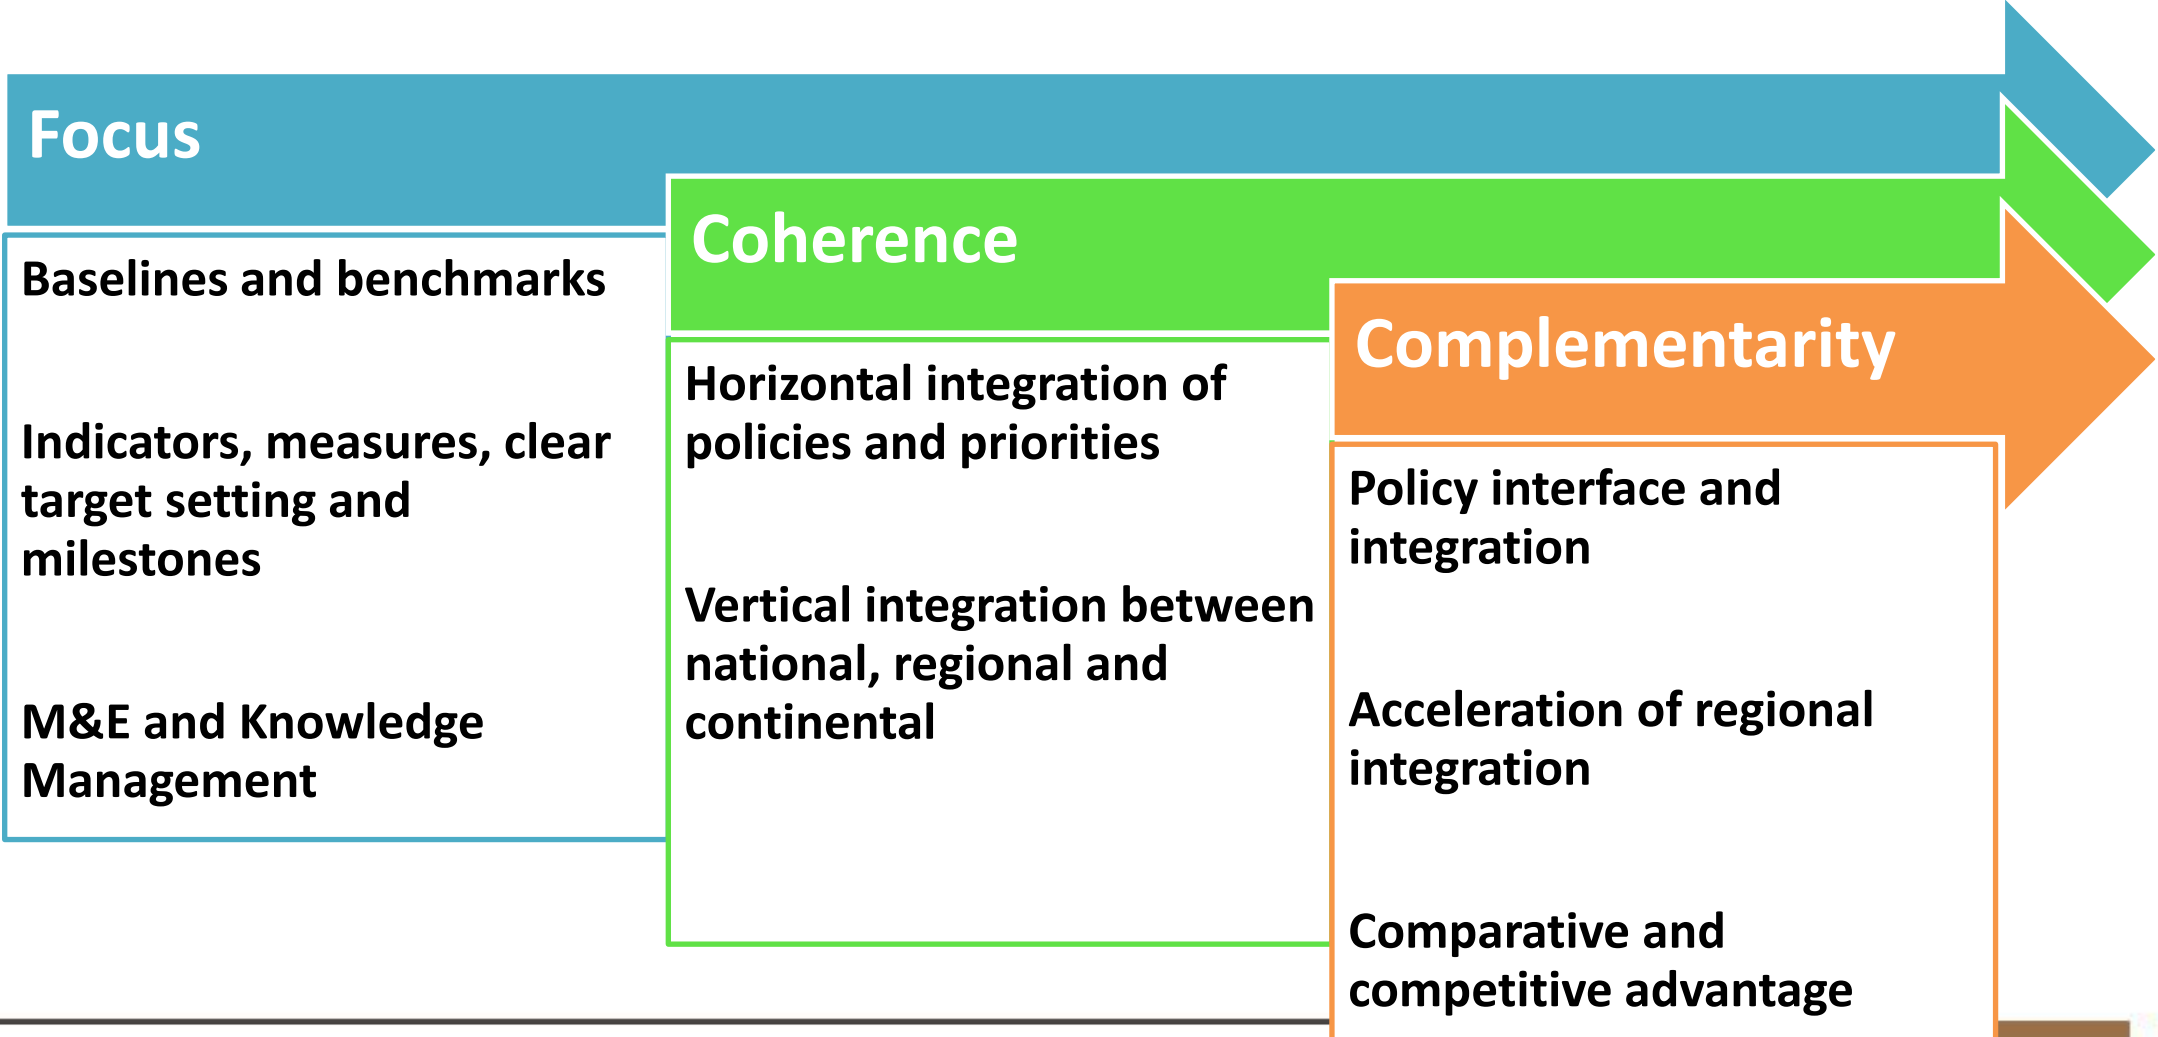 Focus
Baselines and benchmarks
Indicators, measures, clear
target setting and
milestones
M&E and Knowledge
Management
Coherence
Horizontal integration of
policies and priorities
Vertical integration between
national, regional and
continental
Complementarity
Policy interface and
integration
Acceleration of regional
integration
Comparative and
competitive advantage